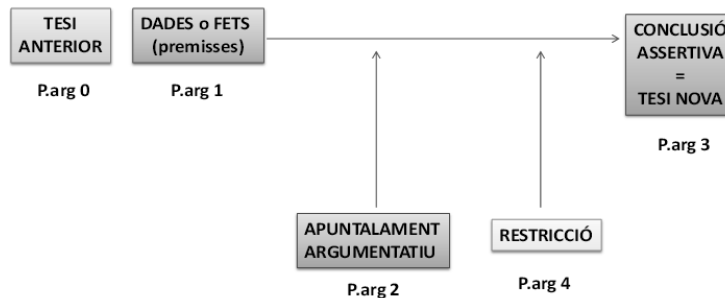 TESI
ANTERIOR
P.arg 0
DADES o FETS
(premisses)
P.arg 1
CONCLUSIÓ
ASSERTIVA
=
TESI NOVA
P.arg 3
APUNTALAMENT
ARGUMENTATIU
P.arg 2
RESTRICCIÓ
P.arg 4